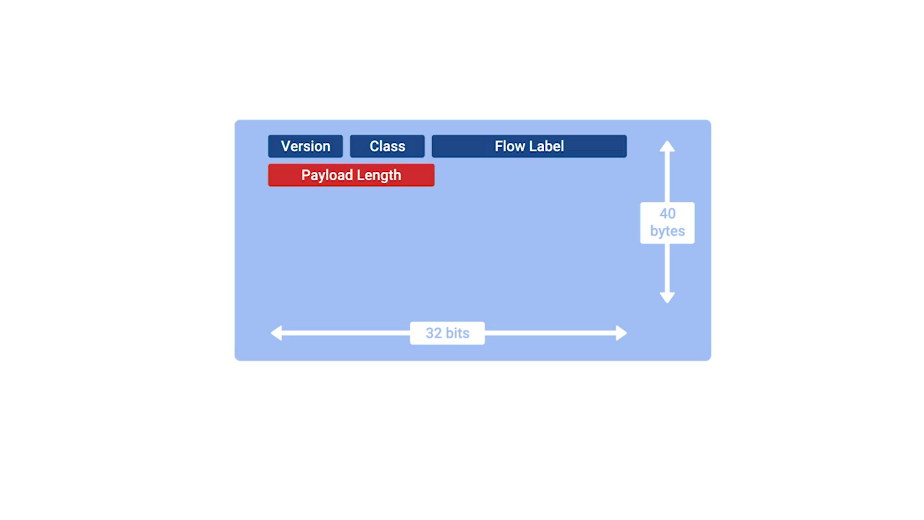 Version Class Flow Label
Payload Length
40
bytes
32 bits